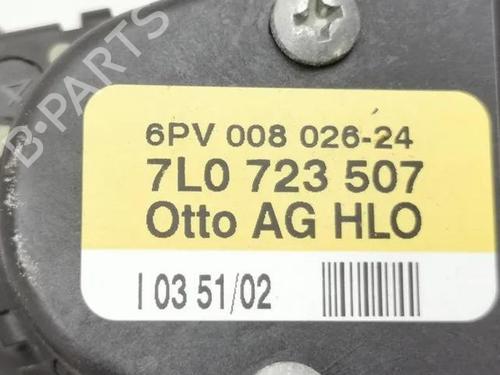 B-PARTS
6PV 008 026-24
7L0 723 507
Otto AG HLO
I 03 51/02